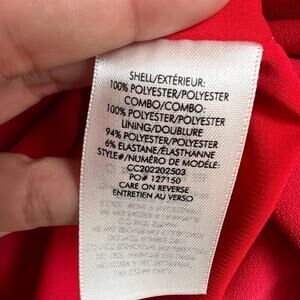 SHELL/EXTÉRIEUR:
100% POLYESTER/POLYESTER
COMBO/COMBO:
100% POLYESTER/POLYESTER
LINING/DOUBLURE
94% POLYESTER/POLYESTER
6% ELASTANE/ÉLASTHANNE
STYLE#/NUMÉRO DE MODÈLE:
CC202202503
PO# 127150
CARE ON REVERSE
ENTRETIEN AU VERSO